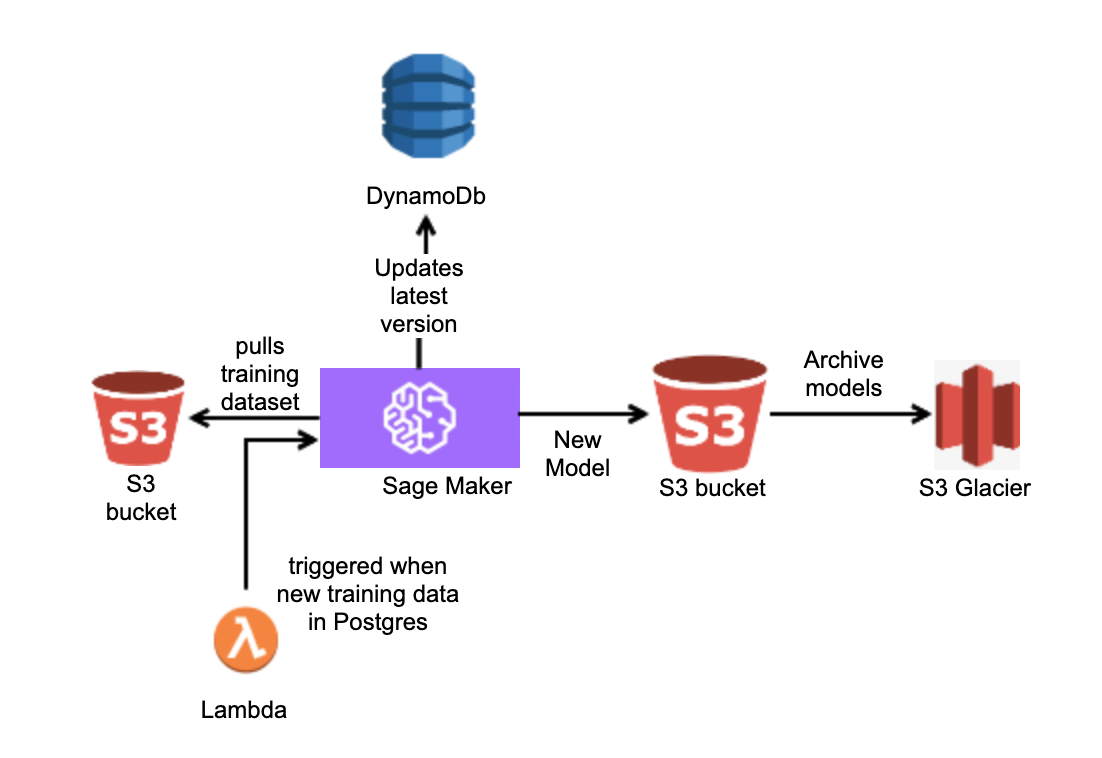 DynamoDb
Updates
latest
version
pulls
training
dataset
S3
S3
bucket
Sage Maker
New
Model
S3
S3 bucket
Archive
models
S3 Glacier
triggered when
new training data
in Postgres
λ
Lambda